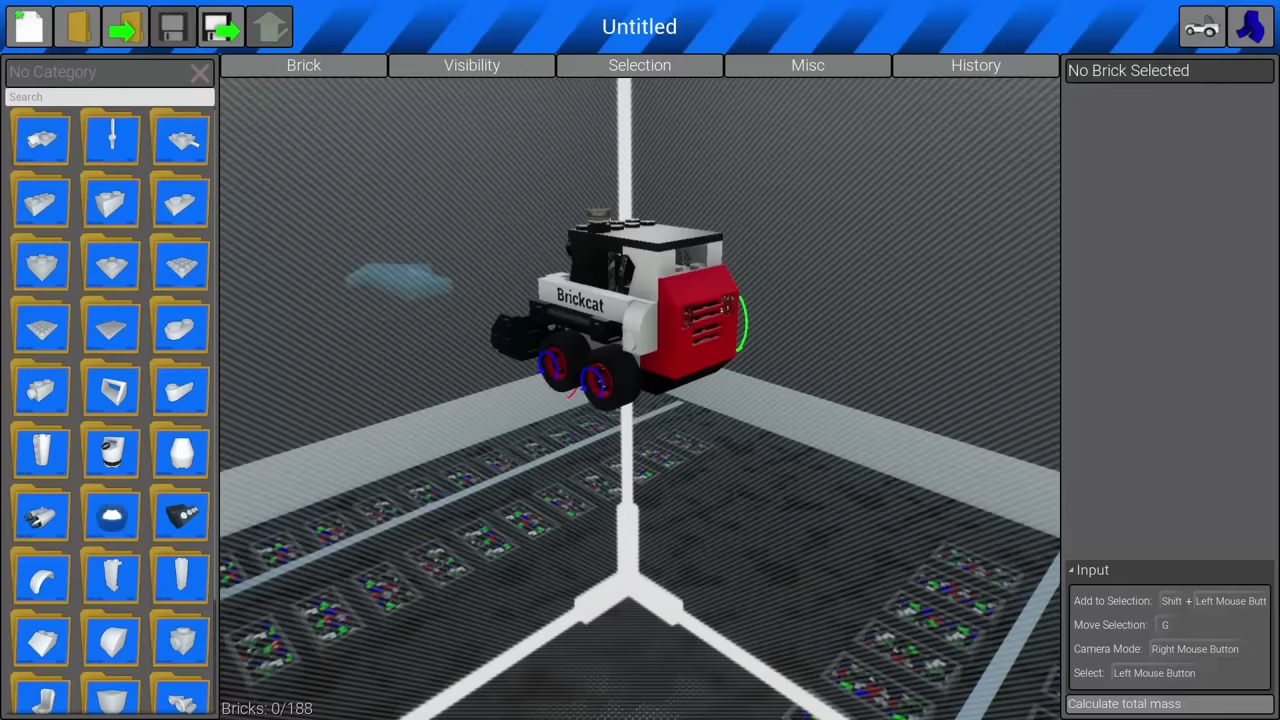 Untitled
No Category
Search
Brick
Visibility
Selection
Misc
History
No Brick Selected
Brickcat
Input
Add to Selection: Shift + Left Mouse Butt
Move Selection: G
Camera Mode: Right Mouse Button
Select: Left Mouse Button
Calculate total mass
Bricks: 0/188